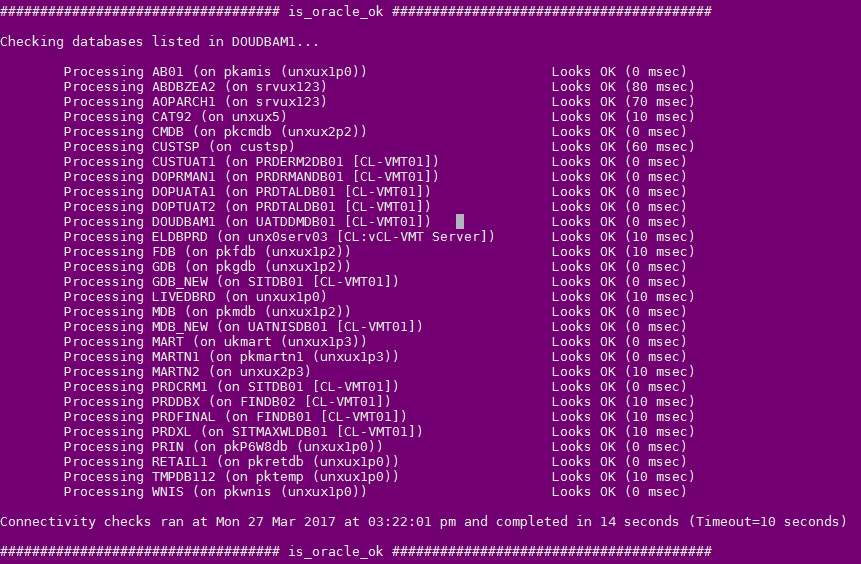 ################################### is_oracle_ok ########################################
Checking databases listed in DOUDBAM1...
Processing AB01 (on pkamis (unxux1p0)) Looks OK (0 msec)
Processing ABDBZEA2 (on srvux123) Looks OK (80 msec)
Processing AOPARCH1 (on srvux123) Looks OK (70 msec)
Processing CAT92 (on unxux5) Looks OK (10 msec)
Processing CMDB (on pkcmdb (unxux2p2)) Looks OK (0 msec)
Processing CUSTSP (on custsp) Looks OK (60 msec)
Processing CUSTUAT1 (on PRDERM2DB01 [CL-VMT01]) Looks OK (0 msec)
Processing DOPRMAN1 (on PRDRMANDB01 [CL-VMT01]) Looks OK (0 msec)
Processing DOPUATA1 (on PRDTALDB01 [CL-VMT01]) Looks OK (0 msec)
Processing DOPTUAT2 (on PRDTALDB01 [CL-VMT01]) Looks OK (0 msec)
Processing DOUDBAM1 (on UATDDMDB01 [CL-VMT01]) Looks OK (0 msec)
Processing ELDBPRD (on unx0serv03 [CL:vCL-VMT Server]) Looks OK (10 msec)
Processing FDB (on pkfdb (unxux1p2)) Looks OK (10 msec)
Processing GDB (on pkgdb (unxux1p2)) Looks OK (0 msec)
Processing GDB_NEW (on SITDB01 [CL-VMT01]) Looks OK (0 msec)
Processing LIVEDBRD (on unxux1p0) Looks OK (10 msec)
Processing MDB (on pkmdb (unxux1p2)) Looks OK (0 msec)
Processing MDB_NEW (on UATNISDB01 [CL-VMT01]) Looks OK (0 msec)
Processing MART (on ukmart (unxux1p3)) Looks OK (0 msec)
Processing MARTN1 (on pkmartn1 (unxux1p3)) Looks OK (0 msec)
Processing MARTN2 (on unxux2p3) Looks OK (10 msec)
Processing PRDCRM1 (on SITDB01 [CL-VMT01]) Looks OK (0 msec)
Processing PRDDBX (on FINDB02 [CL-VMT01]) Looks OK (10 msec)
Processing PRDFINAL (on FINDB01 [CL-VMT01]) Looks OK (10 msec)
Processing PRDXL (on SITMAXWLDB01 [CL-VMT01]) Looks OK (10 msec)
Processing PRIN (on pkP6W8db (unxux1p0)) Looks OK (0 msec)
Processing RETAIL1 (on pkretdb (unxux1p0)) Looks OK (0 msec)
Processing TMPDB112 (on pktemp (unxux1p0)) Looks OK (10 msec)
Processing WNIS (on pkwnis (unxux1p0)) Looks OK (0 msec)
Connectivity checks ran at Mon 27 Mar 2017 at 03:22:01 pm and completed in 14 seconds (Timeout=10 seconds)
################################### is_oracle_ok ########################################